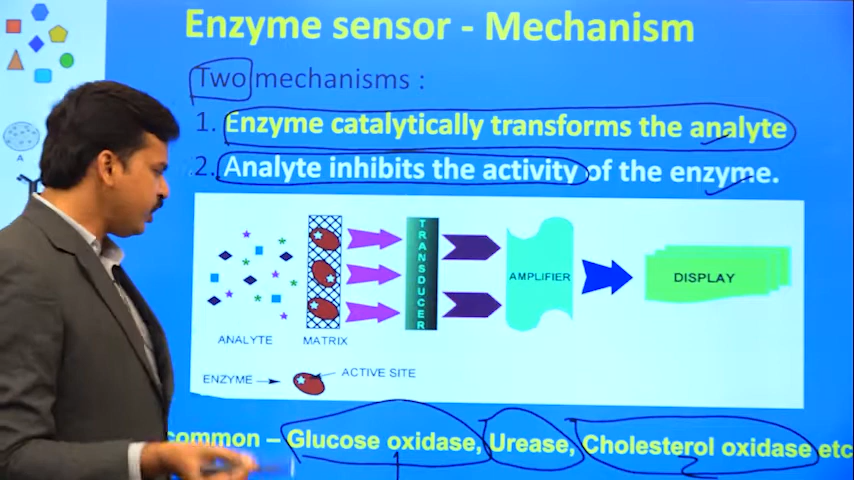 Enzyme sensor - Mechanism
Two mechanisms :
1. Enzyme catalytically transforms the analyte
2. Analyte inhibits the activity of the enzyme.
TRANSDUCER
AMPLIFIER
DISPLAY
ANALYTE
MATRIX
ENZYME
ACTIVE SITE
A
common – Glucose oxidase, Urease, Cholesterol oxidase etc